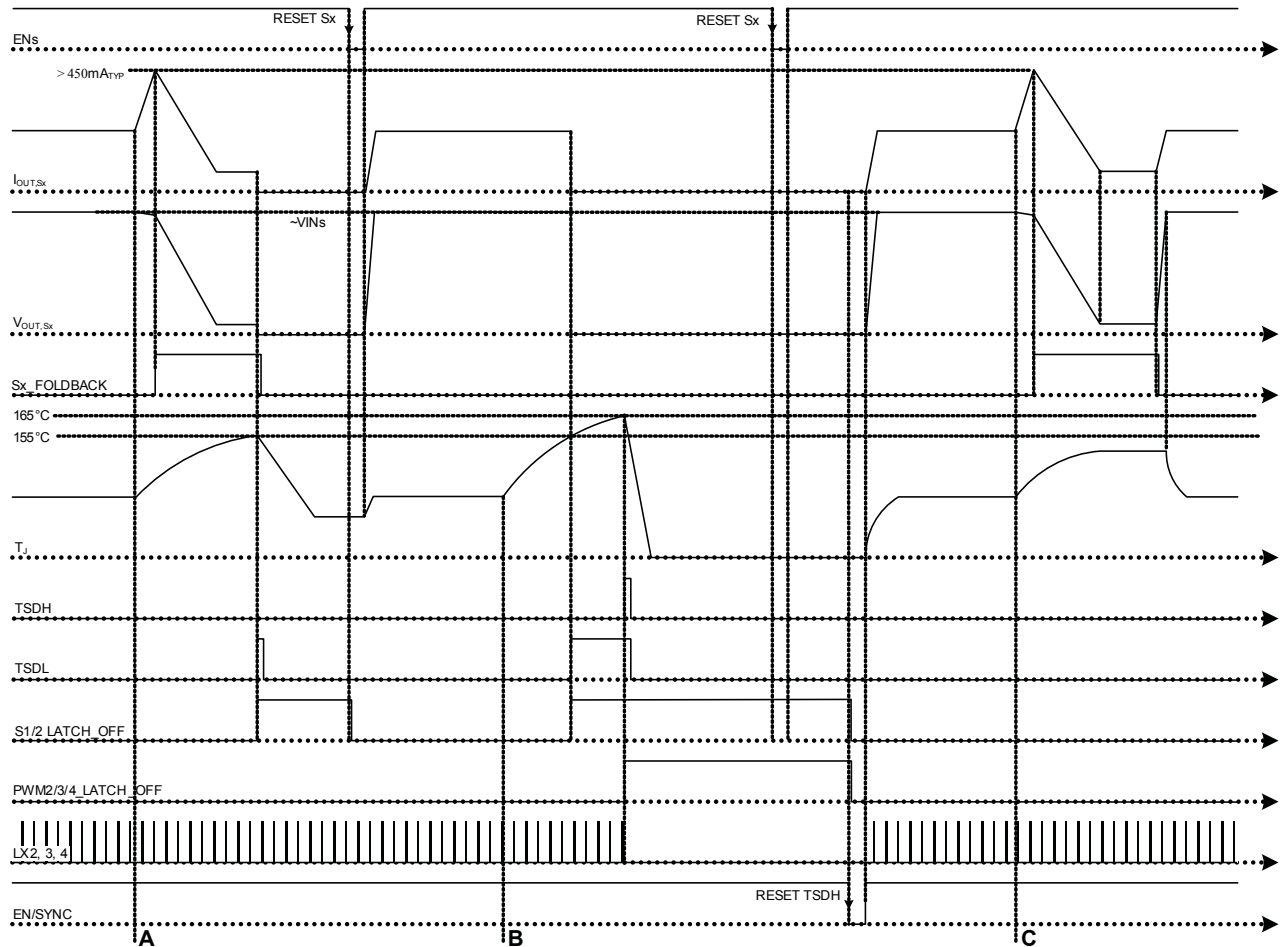 RESET Sx
RESET Sx
ENs
> 450mATYP
IOUT,Sx
~VINs
VOUT,Sx
Sx_FOLDBACK
165°C
155°C
TJ
TSDH
TSDL
S1/2 LATCH_OFF
PWM2/3/4_LATCH_OFF
LX2, 3, 4
RESET TSDH
EN/SYNC
A
B
C